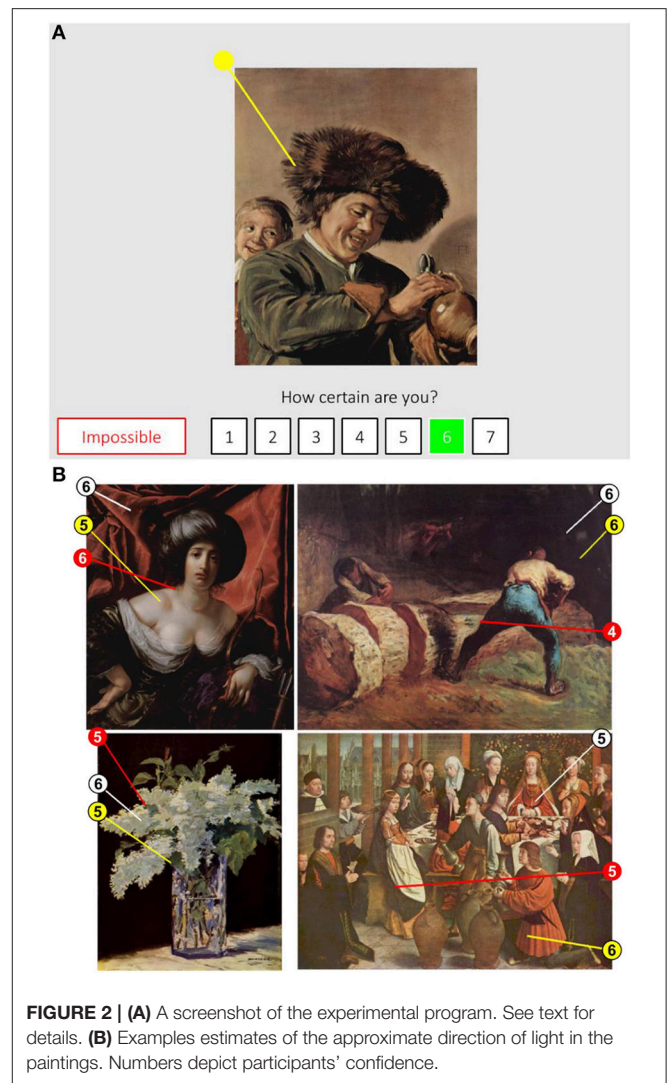 A
How certain are you?
Impossible 1 2 3 4 5 6 7
B
6
5
6
6
6
4
5
6
5
5
5
6
FIGURE 2 | (A) A screenshot of the experimental program. See text for
details. (B) Examples estimates of the approximate direction of light in the
paintings. Numbers depict participants' confidence.